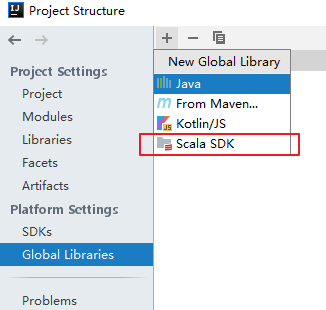 Project Structure
Project Settings
Project
Modules
Libraries
Facets
Artifacts
Platform Settings
SDKs
Global Libraries
Problems
New Global Library
Java
From Maven...
Kotlin/JS
Scala SDK